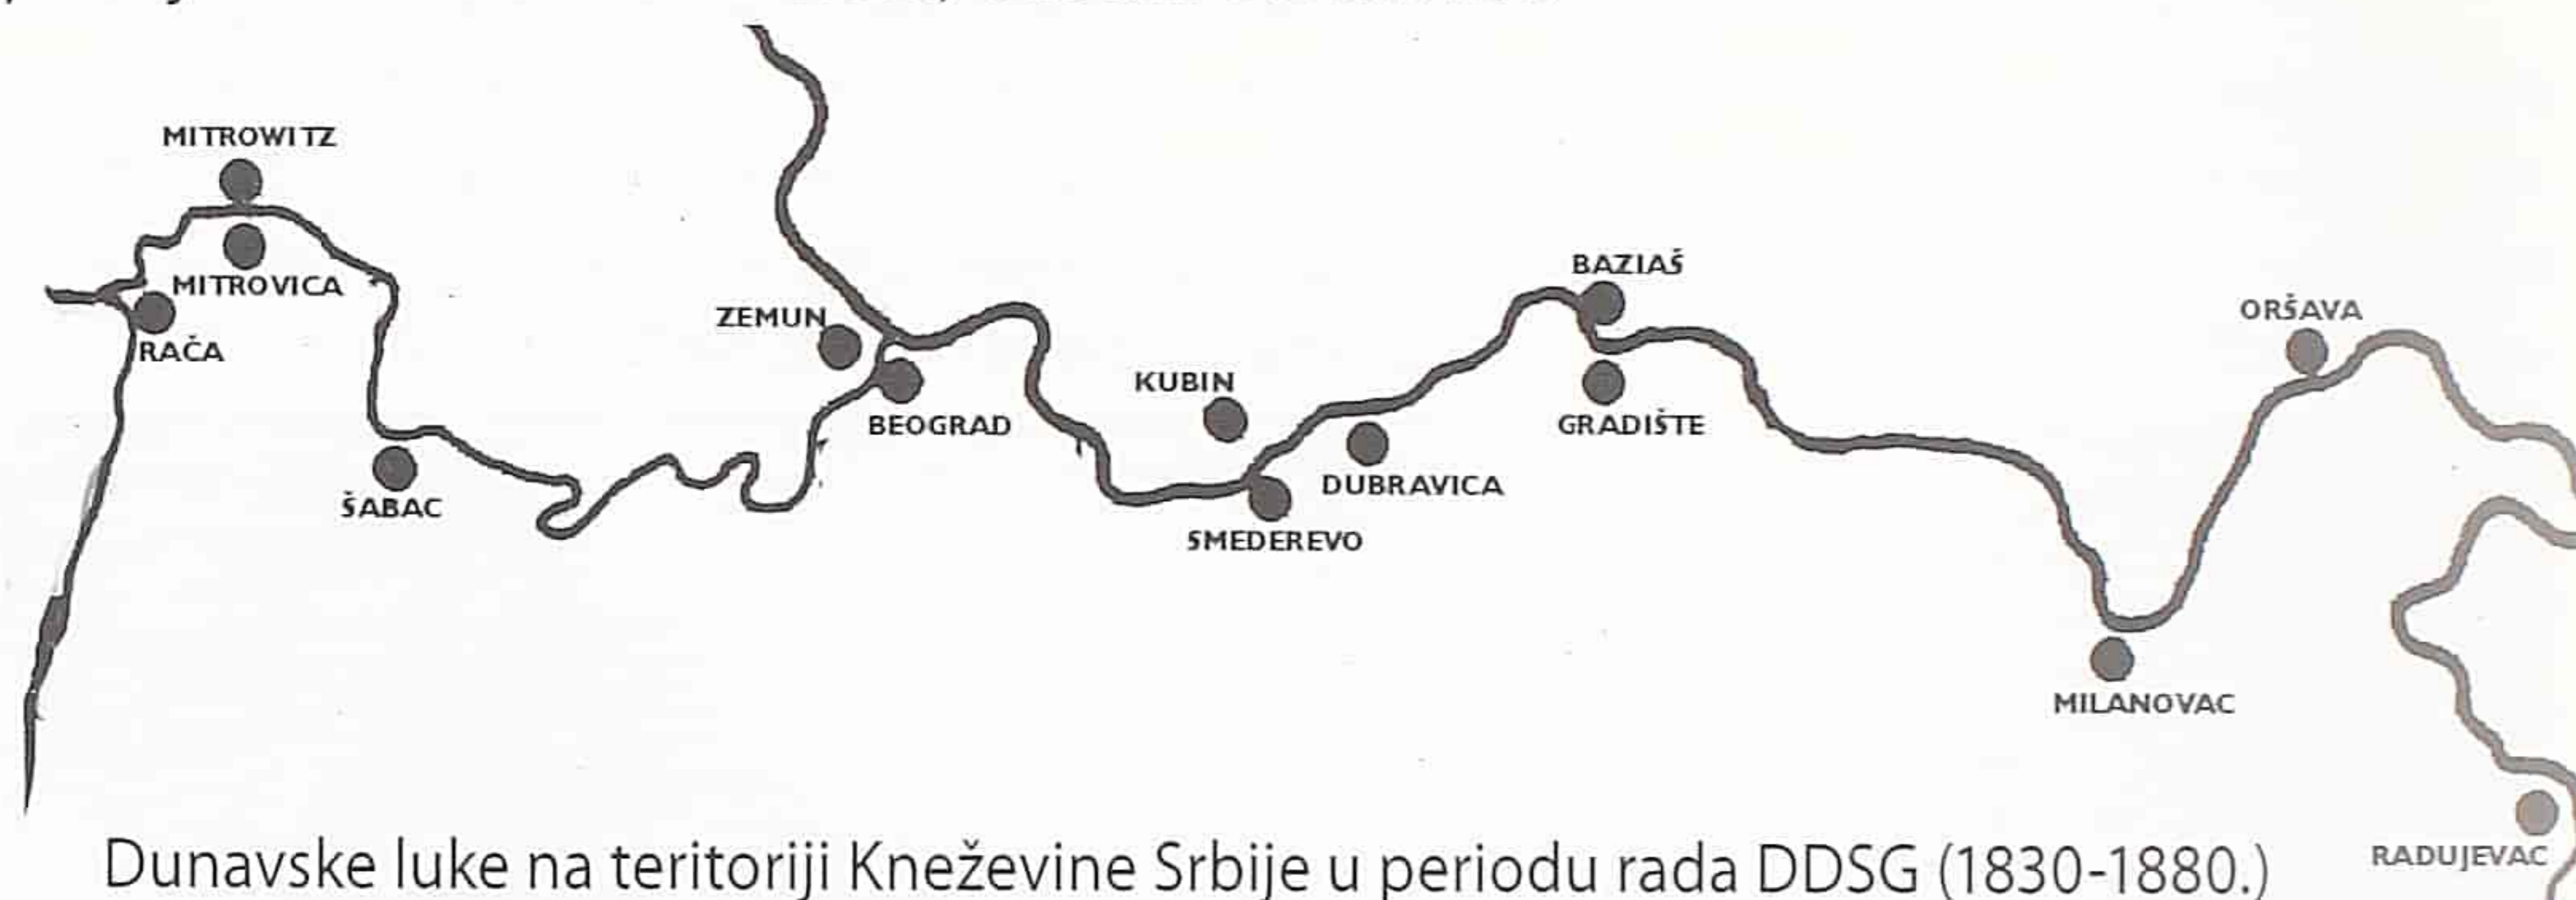 MITROWITZ
MITROVICA
RAČA
ŠABAC
ZEMUN
BEOGRAD
KUBIN
SMEDEREVO
DUBRAVICA
BAZIAŠ
GRADIŠTE
MILANOVAC
ORŠAVA
RADUJEVAC
Dunavske luke na teritoriji Kneževine Srbije u periodu rada DDSG (1830-1880.)